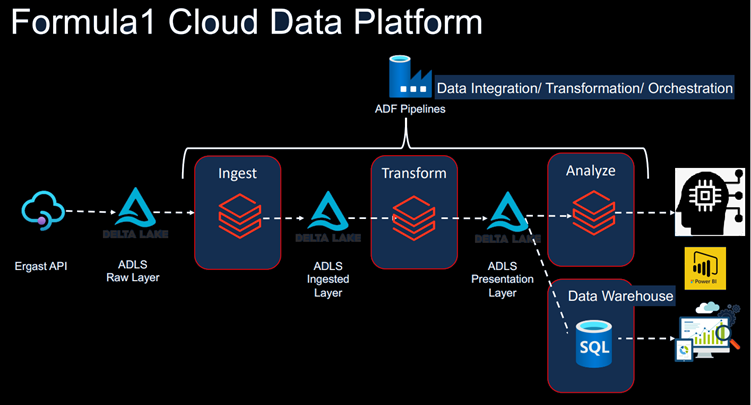 Formula1 Cloud Data Platform
Data Integration/ Transformation/ Orchestration
ADF Pipelines
Ingest
Transform
Analyze
DELTA LAKE
DELTA LAKE
DELTA LAKE
Ergast API
ADLS
Raw Layer
ADLS
Ingested
Layer
ADLS
Presentation
Layer
Power BI
Data Warehouse
SQL